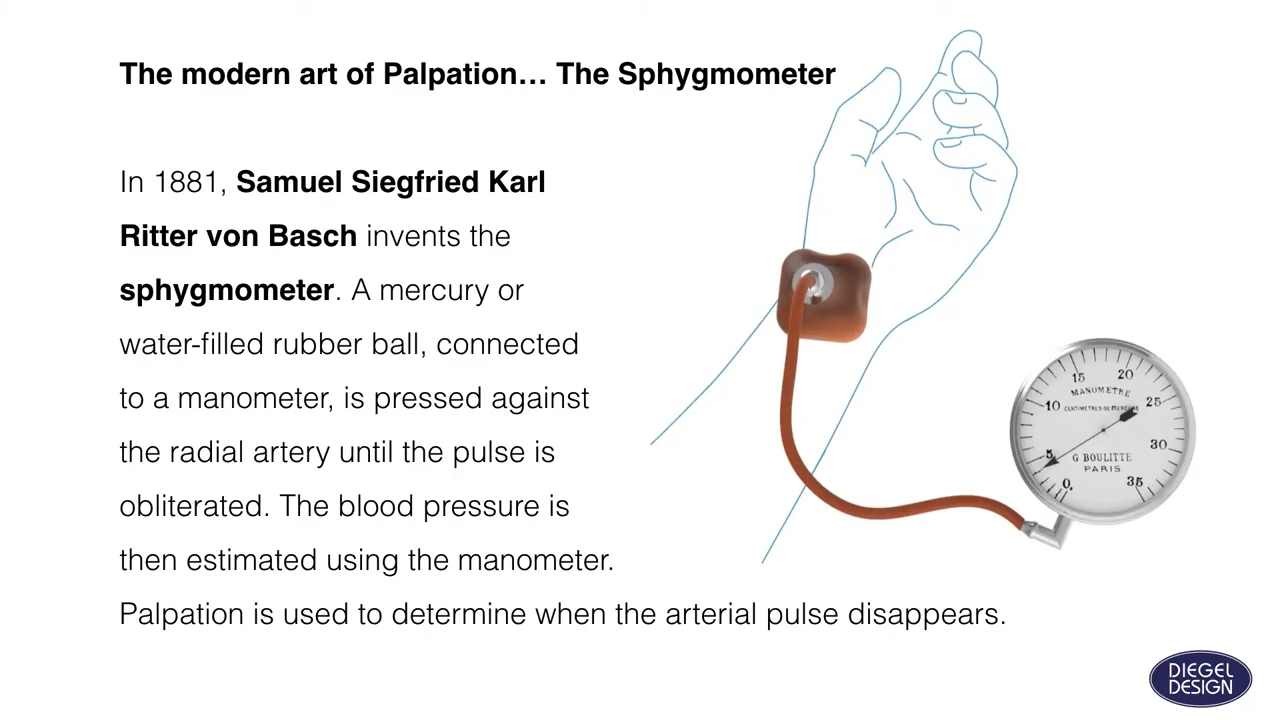 The modern art of Palpation… The Sphygmometer
In 1881, Samuel Siegfried Karl
Ritter von Basch invents the
sphygmometer. A mercury or
water-filled rubber ball, connected
to a manometer, is pressed against
the radial artery until the pulse is
obliterated. The blood pressure is
then estimated using the manometer.
Palpation is used to determine when the arterial pulse disappears.
15 20
MANOMETRE
10 CENTIMETRES DE MERCURE 25
30
5 G BOULITTE
PARIS
0. 35
DIEGEL
DESIGN